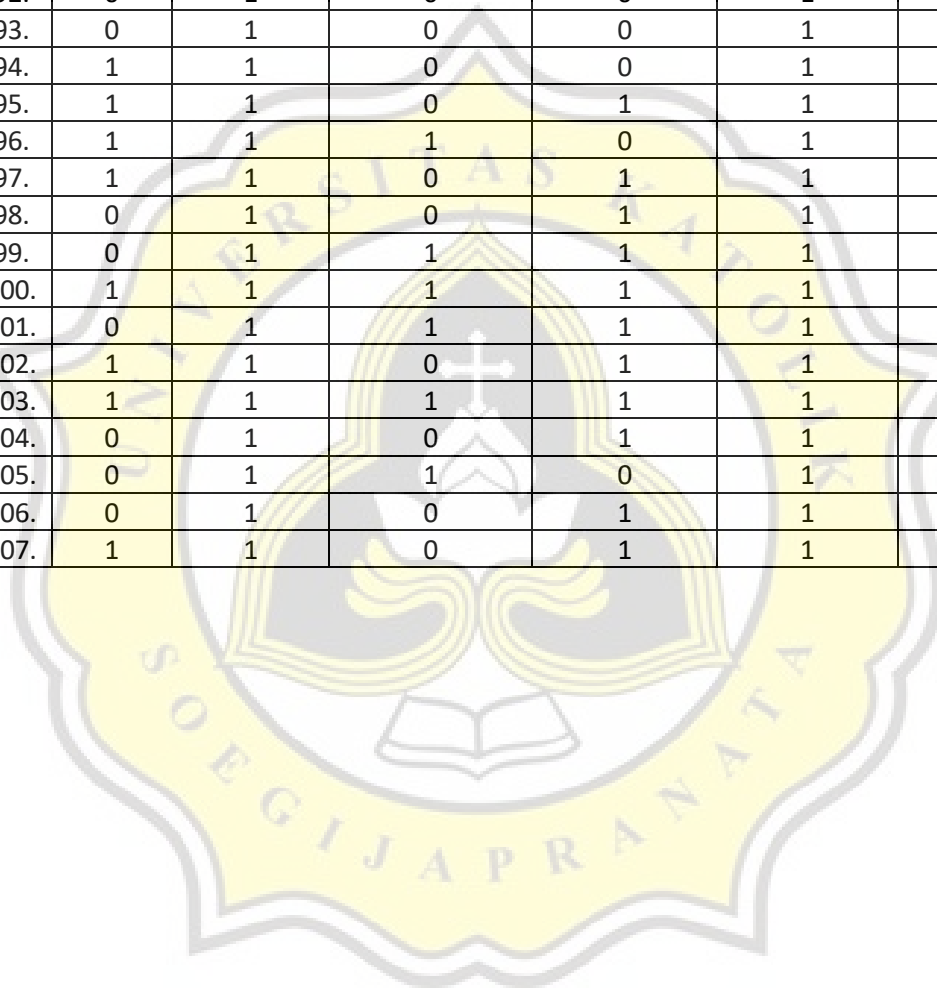 93. 0 1 0 0 1
94. 1 1 0 0 1
95. 1 1 0 1 1
96. 1 1 1 0 1
97. 1 1 0 1 1
98. 0 1 0 1 1
99. 0 1 1 1 1
00. 1 1 1 1 1
01. 0 1 1 1 1
02. 1 1 0 1 1
03. 1 1 1 1 1
04. 0 1 0 1 1
05. 0 1 1 0 1
06. 0 1 0 1 1
07. 1 1 0 1 1
UNIVERSITAS KATOLIK
SOEGIJAPRANATA